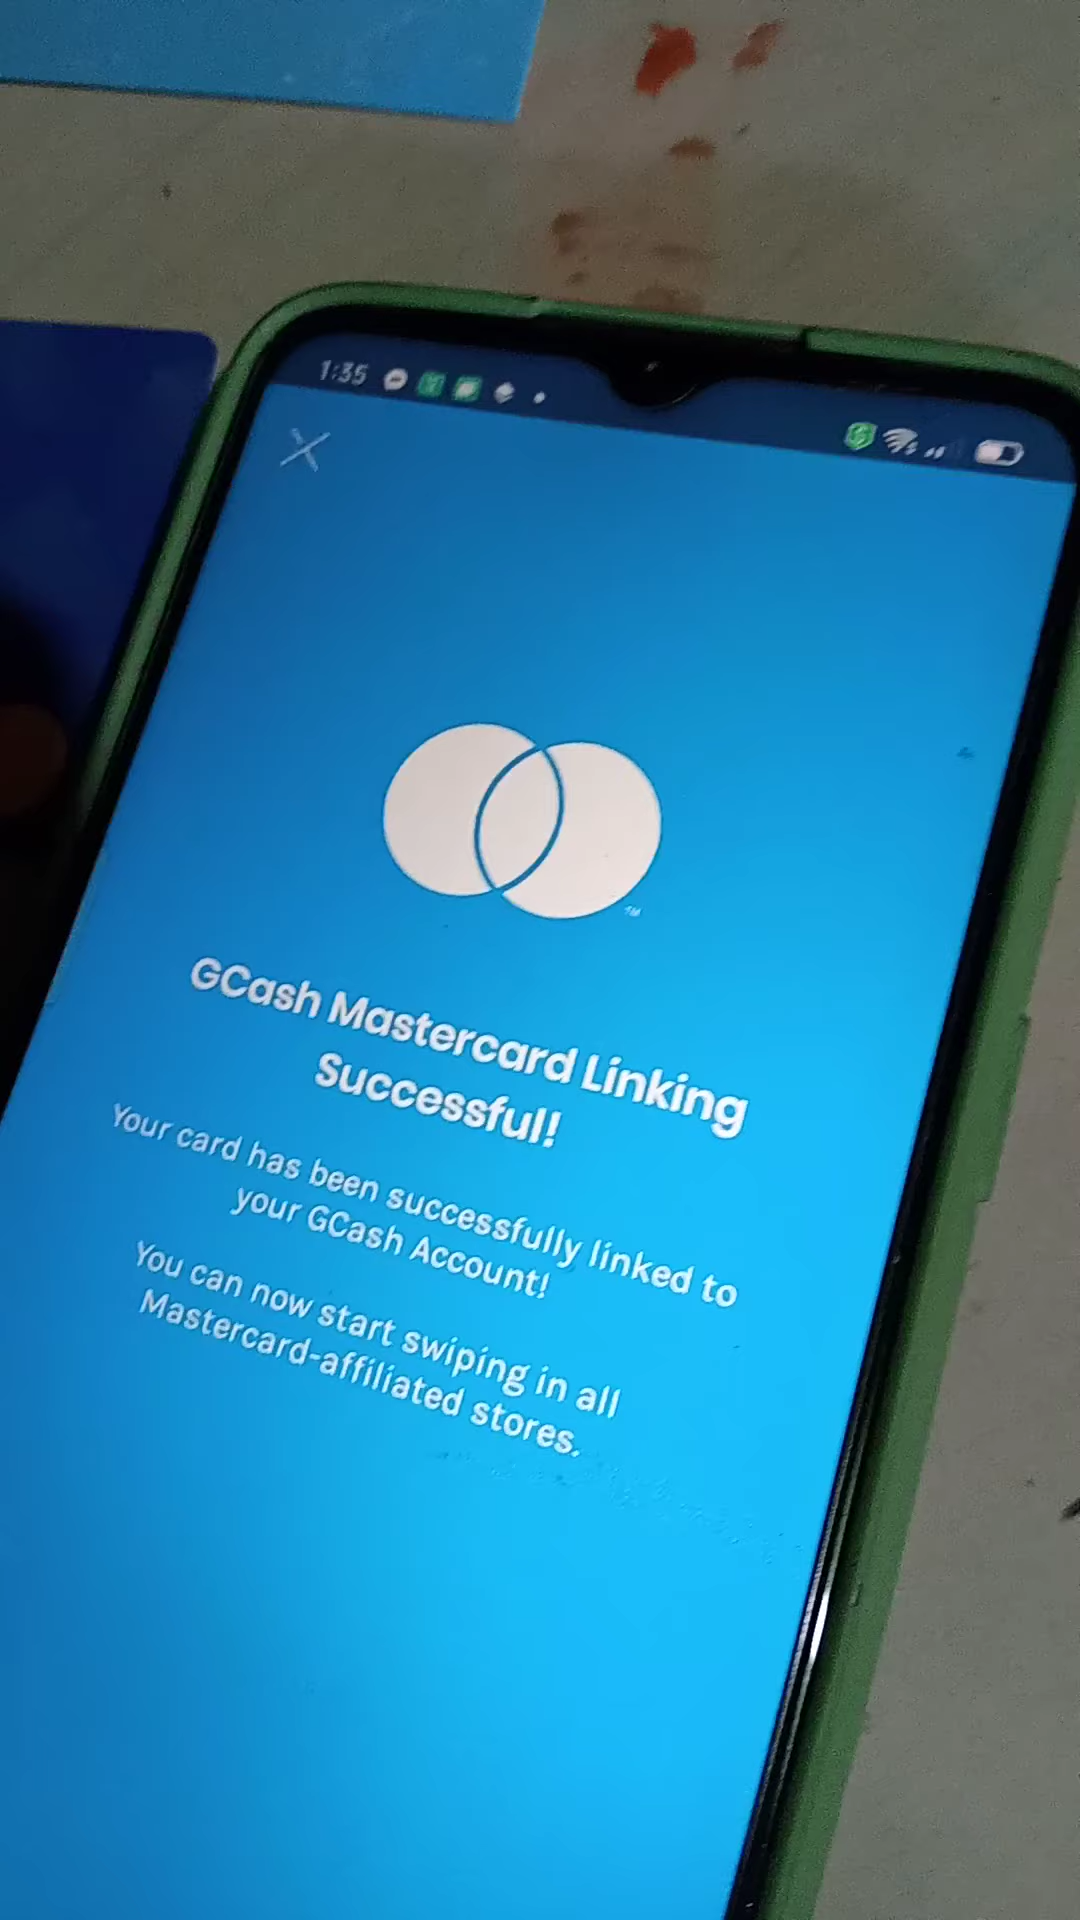 1:35
GCash Mastercard Linking
Successful!
Your card has been successfully linked to
your GCash Account!
You can now start swiping in all
Mastercard-affiliated stores.
TM